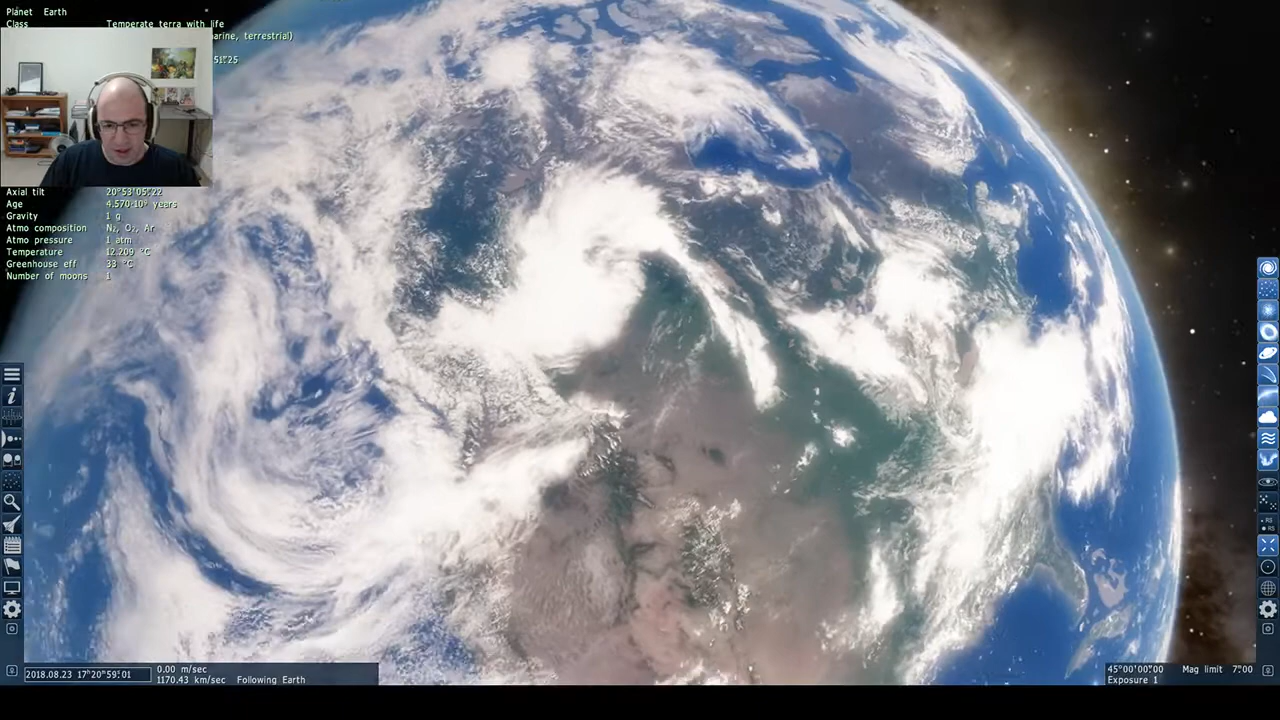 Planet Earth
Class Temperate terra with life
arine, terrestrial)
51"25
Axial tilt 20°53'05"22
Age 4.570·10⁹ years
Gravity 1 g
Atmo composition N₂, O₂, Ar
Atmo pressure 1 atm
Temperature 12.209 °C
Greenhouse eff 33 °C
Number of moons 1
2018.08.23 17:20:59.01
0.00 m/sec
1170.43 km/sec Following Earth
45°00'00"00 Mag limit 7.00
Exposure 1